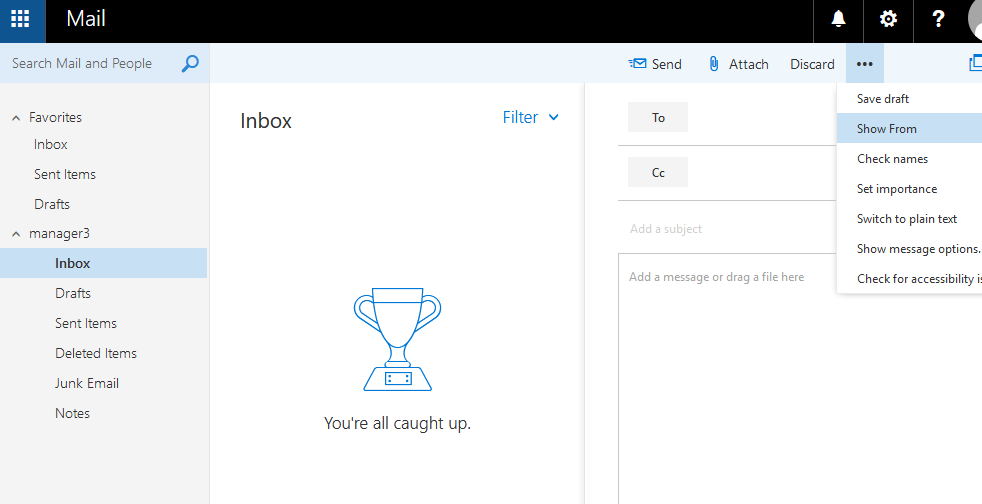 Mail
?
Search Mail and People
Send
Attach
Discard
Favorites
Inbox
Sent Items
Drafts
manager3
Inbox
Drafts
Sent Items
Deleted Items
Junk Email
Notes
Inbox
Filter
You're all caught up.
To
Cc
Add a subject
Add a message or drag a file here
Save draft
Show From
Check names
Set importance
Switch to plain text
Show message options.
Check for accessibility is